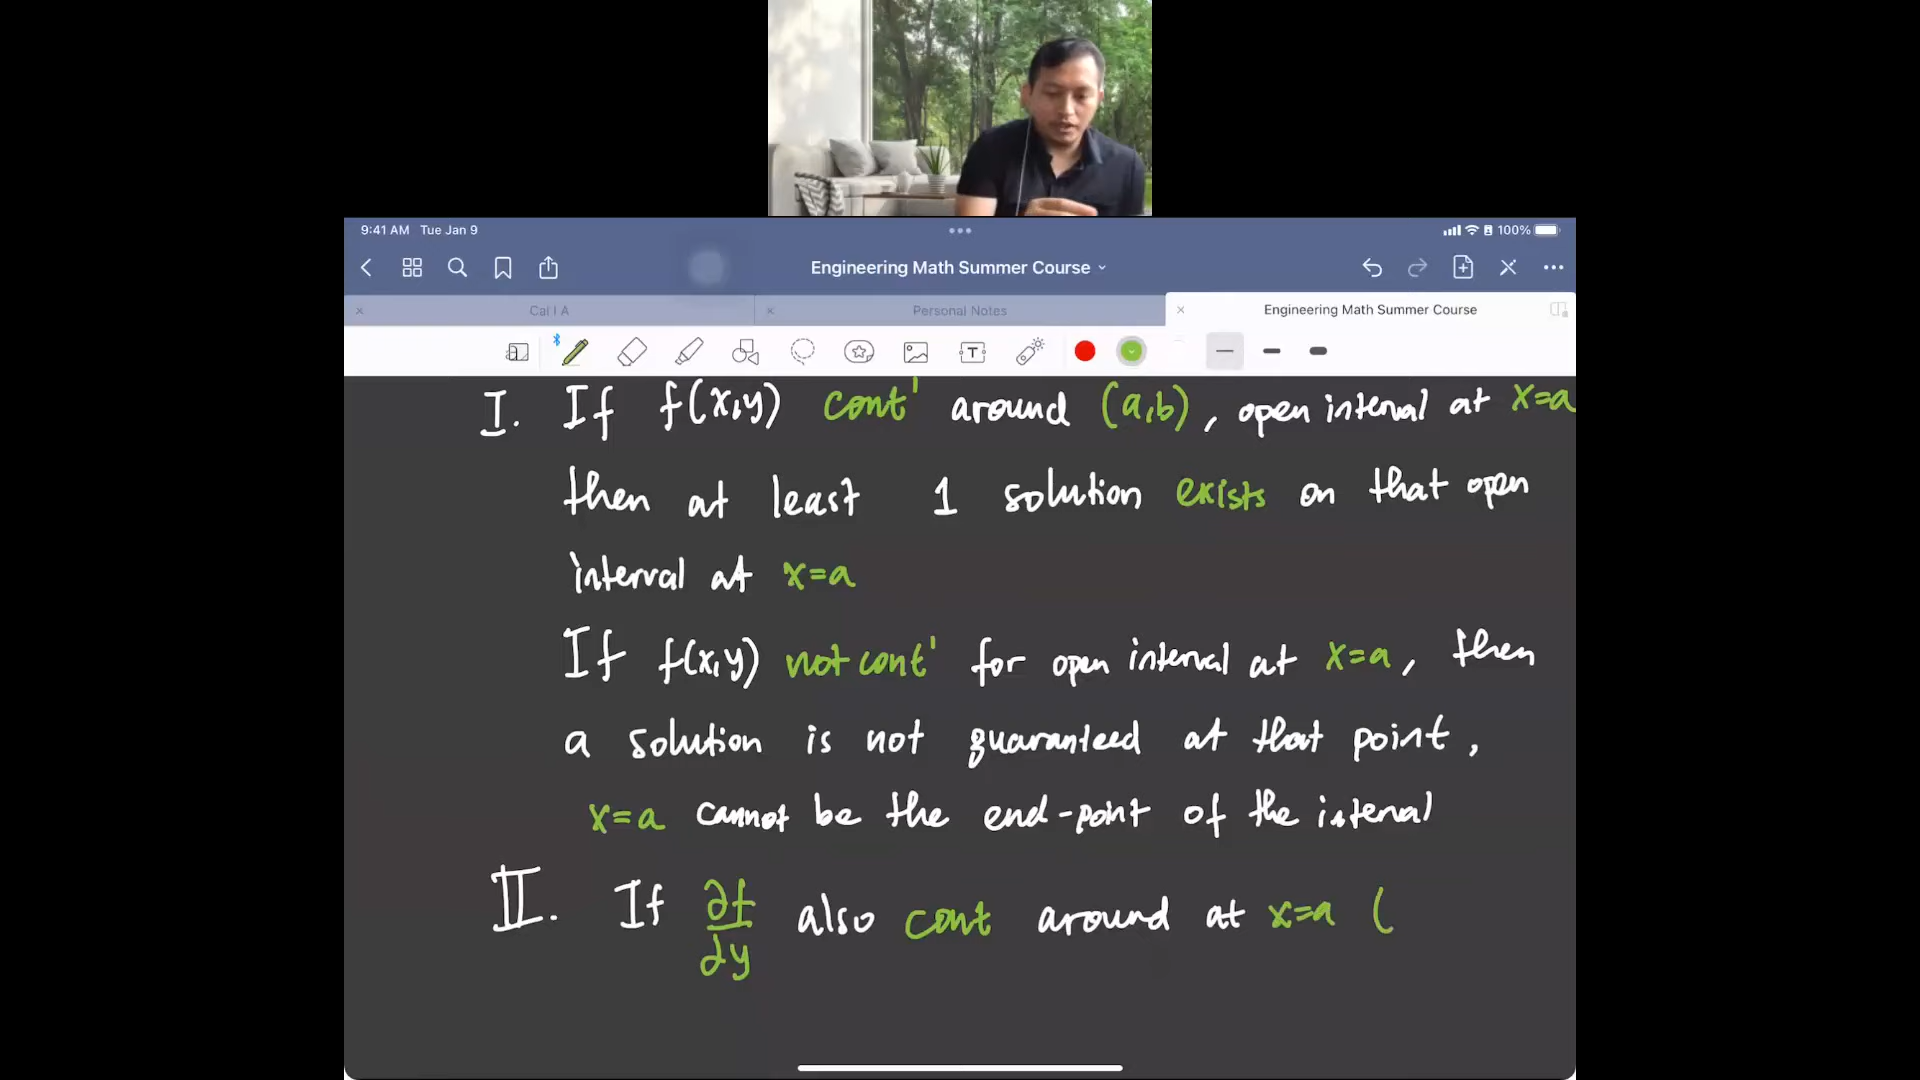 9:41 AM Tue Jan 9
100%
Engineering Math Summer Course
Cal I A
Personal Notes
Engineering Math Summer Course
I. If f(x,y) cont' around (a,b), open interval at x=a
then at least 1 solution exists on that open
interval at x=a
If f(x,y) not cont' for open interval at x=a, then
a solution is not guaranteed at that point,
x=a cannot be the end-point of the interval
II. If ∂f/∂y also cont around at x=a (